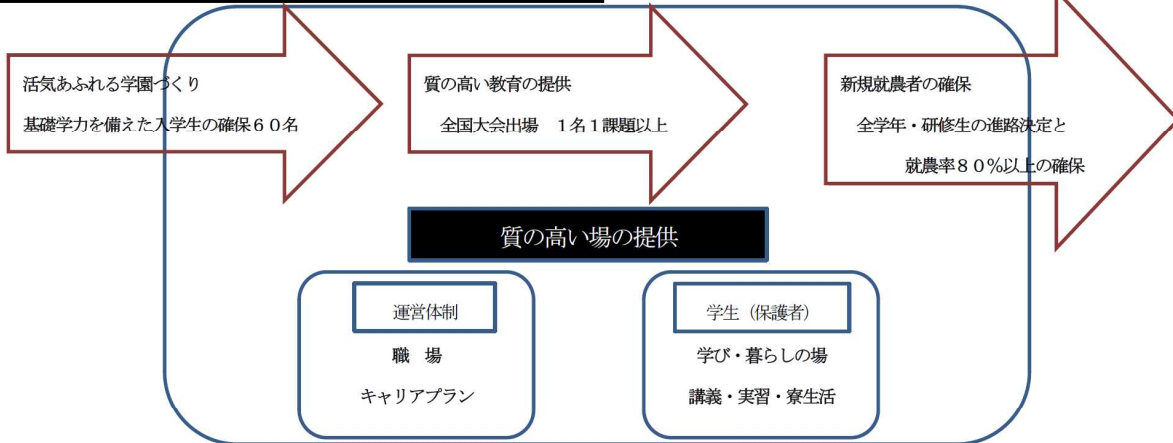 活気あふれる学園づくり
基礎学力を備えた入学生の確保６０名
質の高い教育の提供
全国大会出場　１名１課題以上
新規就農者の確保
全学年・研修生の進路決定と
就農率８０％以上の確保
質の高い場の提供
運営体制
職　場
キャリアプラン
学生（保護者）
学び・暮らしの場
講義・実習・寮生活